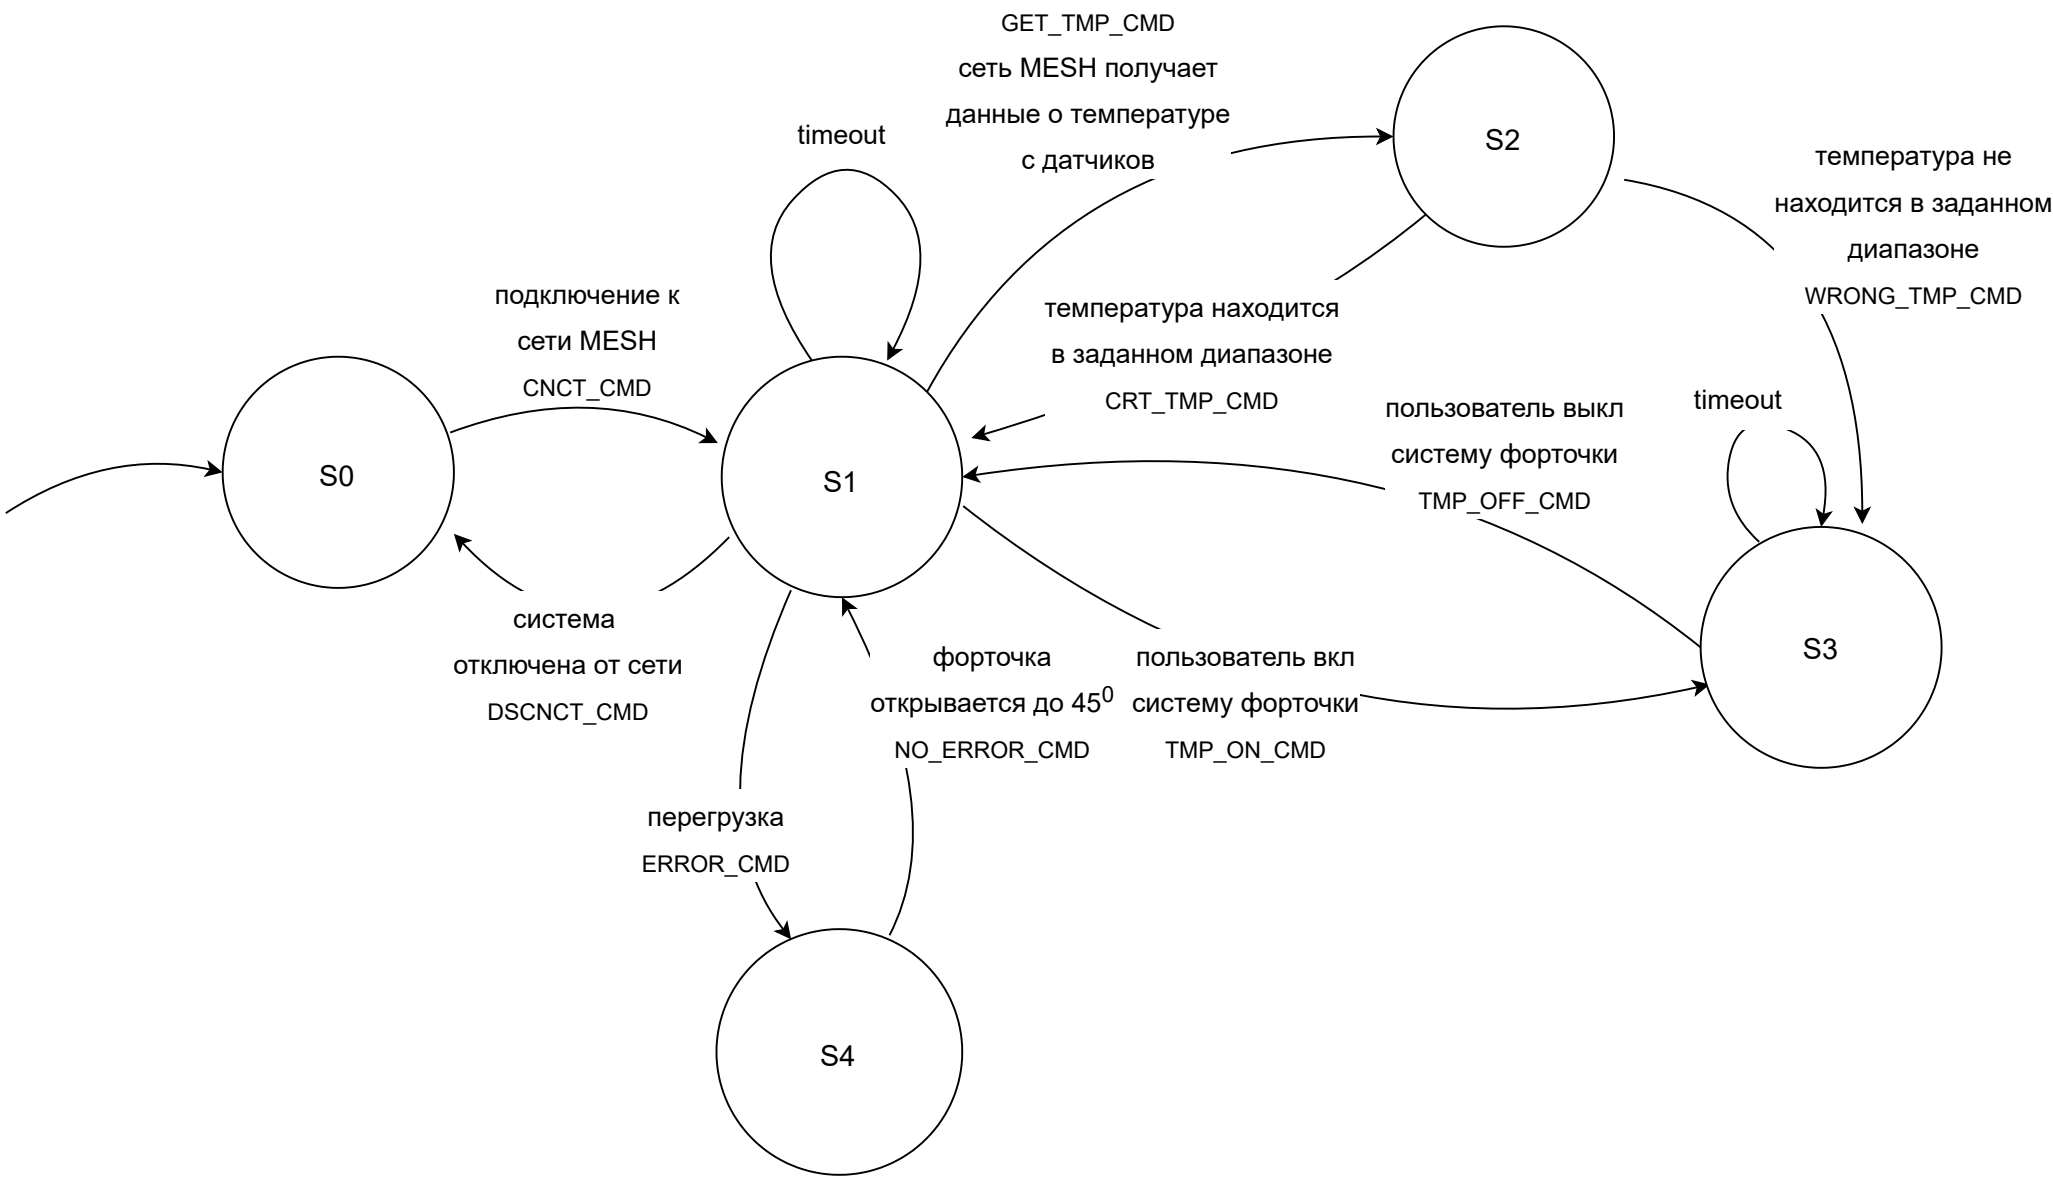 GET_TMP_CMD
сеть MESH получает
данные о температуре
с датчиков
timeout
S2
температура не
находится в заданном
диапазоне
WRONG_TMP_CMD
подключение к
сети MESH
CNCT_CMD
температура находится
в заданном диапазоне
CRT_TMP_CMD
пользователь выкл
систему форточки
TMP_OFF_CMD
timeout
S0
S1
система
отключена от сети
DSCNCT_CMD
форточка
открывается до 45⁰
NO_ERROR_CMD
пользователь вкл
систему форточки
TMP_ON_CMD
S3
перегрузка
ERROR_CMD
S4